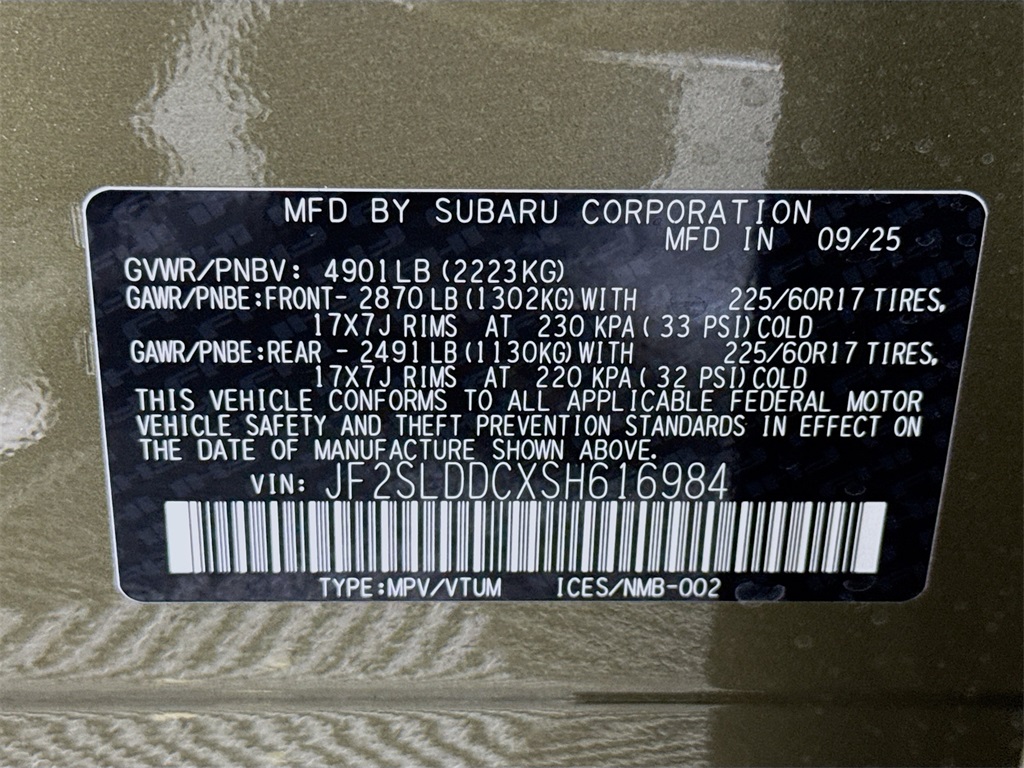 MFD BY SUBARU CORPORATION
MFD IN 09/25
GVWR/PNBV: 4901LB (2223KG)
GAWR/PNBE:FRONT- 2870 LB (1302KG) WITH 225/60R17 TIRES,
17X7J RIMS AT 230 KPA ( 33 PSI) COLD
GAWR/PNBE:REAR - 2491 LB (1130KG) WITH 225/60R17 TIRES,
17X7J RIMS AT 220 KPA ( 32 PSI) COLD
THIS VEHICLE CONFORMS TO ALL APPLICABLE FEDERAL MOTOR
VEHICLE SAFETY AND THEFT PREVENTION STANDARDS IN EFFECT ON
THE DATE OF MANUFACTURE SHOWN ABOVE.
VIN: JF2SLDDCXSH616984
TYPE:MPV/VTUM ICES/NMB-002